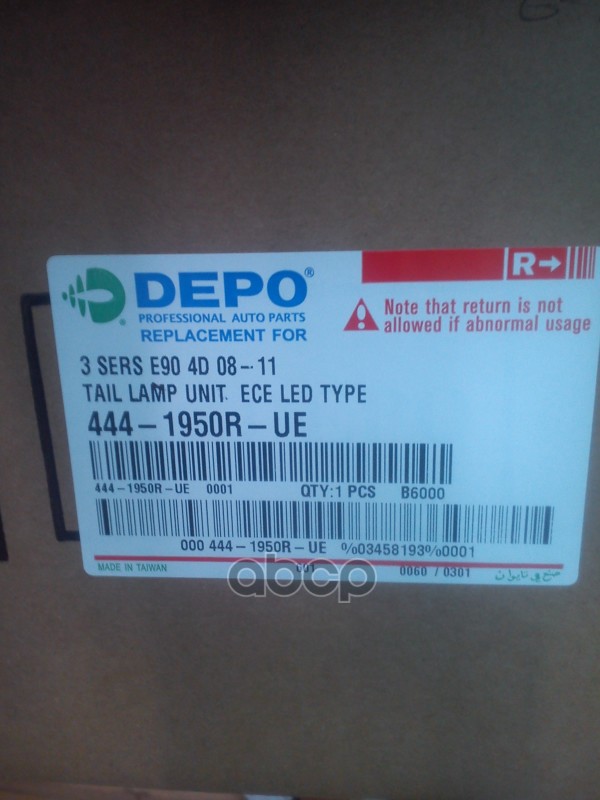 DEPO®
PROFESSIONAL AUTO PARTS
REPLACEMENT FOR
R→
Note that return is not
allowed if abnormal usage
3 SERS E90 4D 08-11
TAIL LAMP UNIT ECE LED TYPE
444-1950R-UE
444-1950R-UE 0001 QTY:1 PCS B6000
000 444-1950R-UE %03458193%0001
MADE IN TAIWAN 001 0060 / 0301 صنع في تايوان
abcp